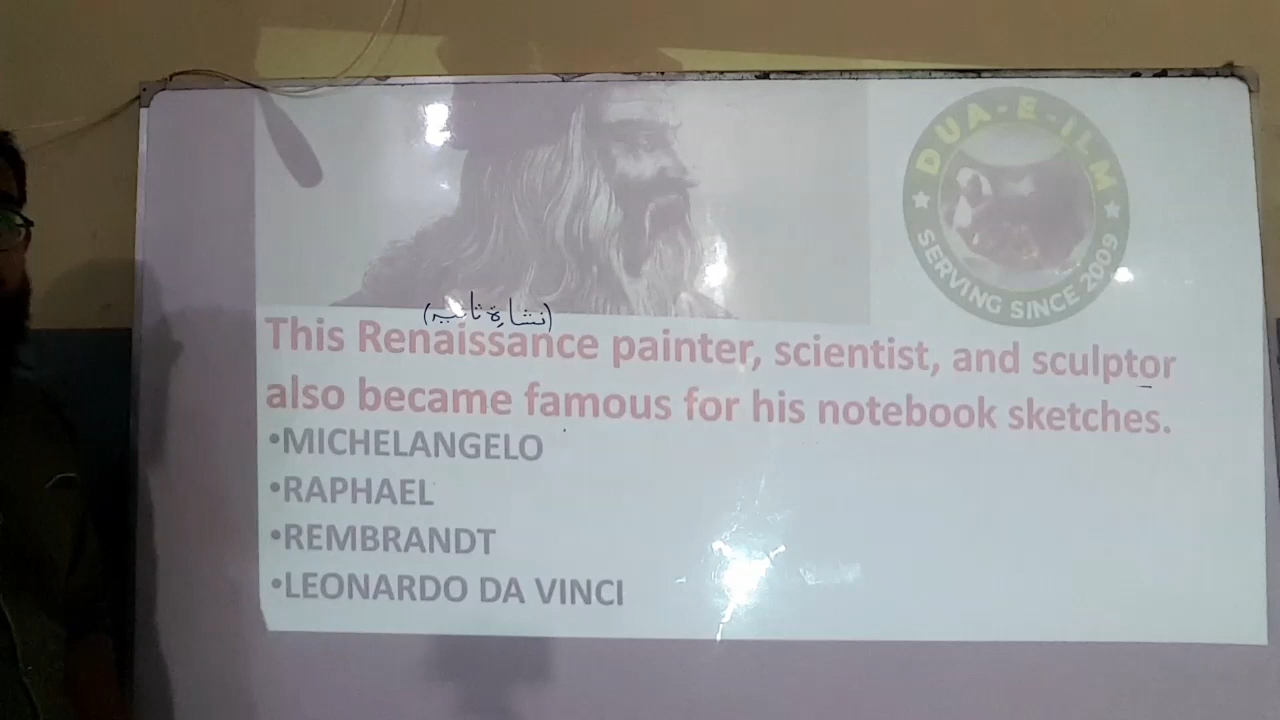 DUA-E-ILM
SERVING SINCE 2009
(نشاۃِ ثانیہ)
This Renaissance painter, scientist, and sculptor
also became famous for his notebook sketches.
•MICHELANGELO
•RAPHAEL
•REMBRANDT
•LEONARDO DA VINCI